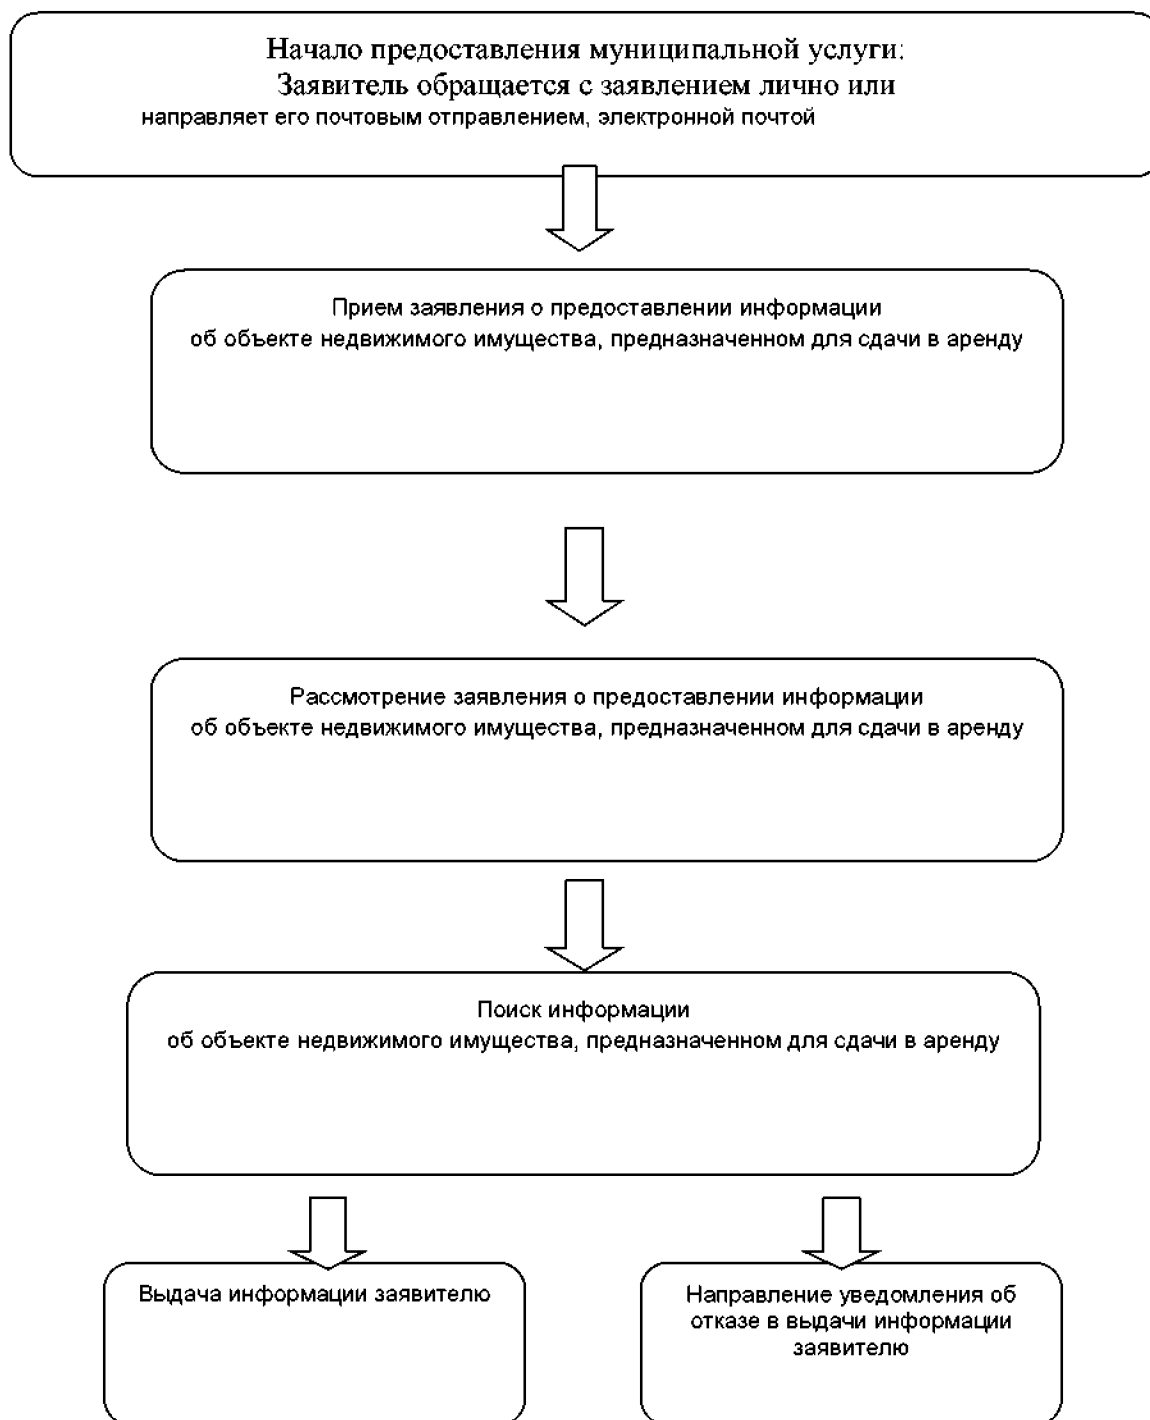 Начало предоставления муниципальной услуги:
Заявитель обращается с заявлением лично или
направляет его почтовым отправлением, электронной почтой
Прием заявления о предоставлении информации
об объекте недвижимого имущества, предназначенном для сдачи в аренду
Рассмотрение заявления о предоставлении информации
об объекте недвижимого имущества, предназначенном для сдачи в аренду
Поиск информации
об объекте недвижимого имущества, предназначенном для сдачи в аренду
Выдача информации заявителю
Направление уведомления об
отказе в выдачи информации
заявителю